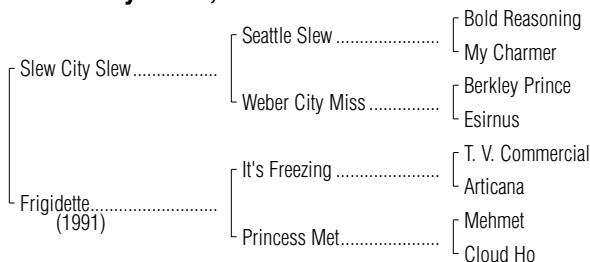 Bold Reasoning
Seattle Slew
My Charmer
Slew City Slew
Berkley Prince
Weber City Miss
Esirnus
T. V. Commercial
It's Freezing
Articana
Frigidette
(1991)
Mehmet
Princess Met
Cloud Ho